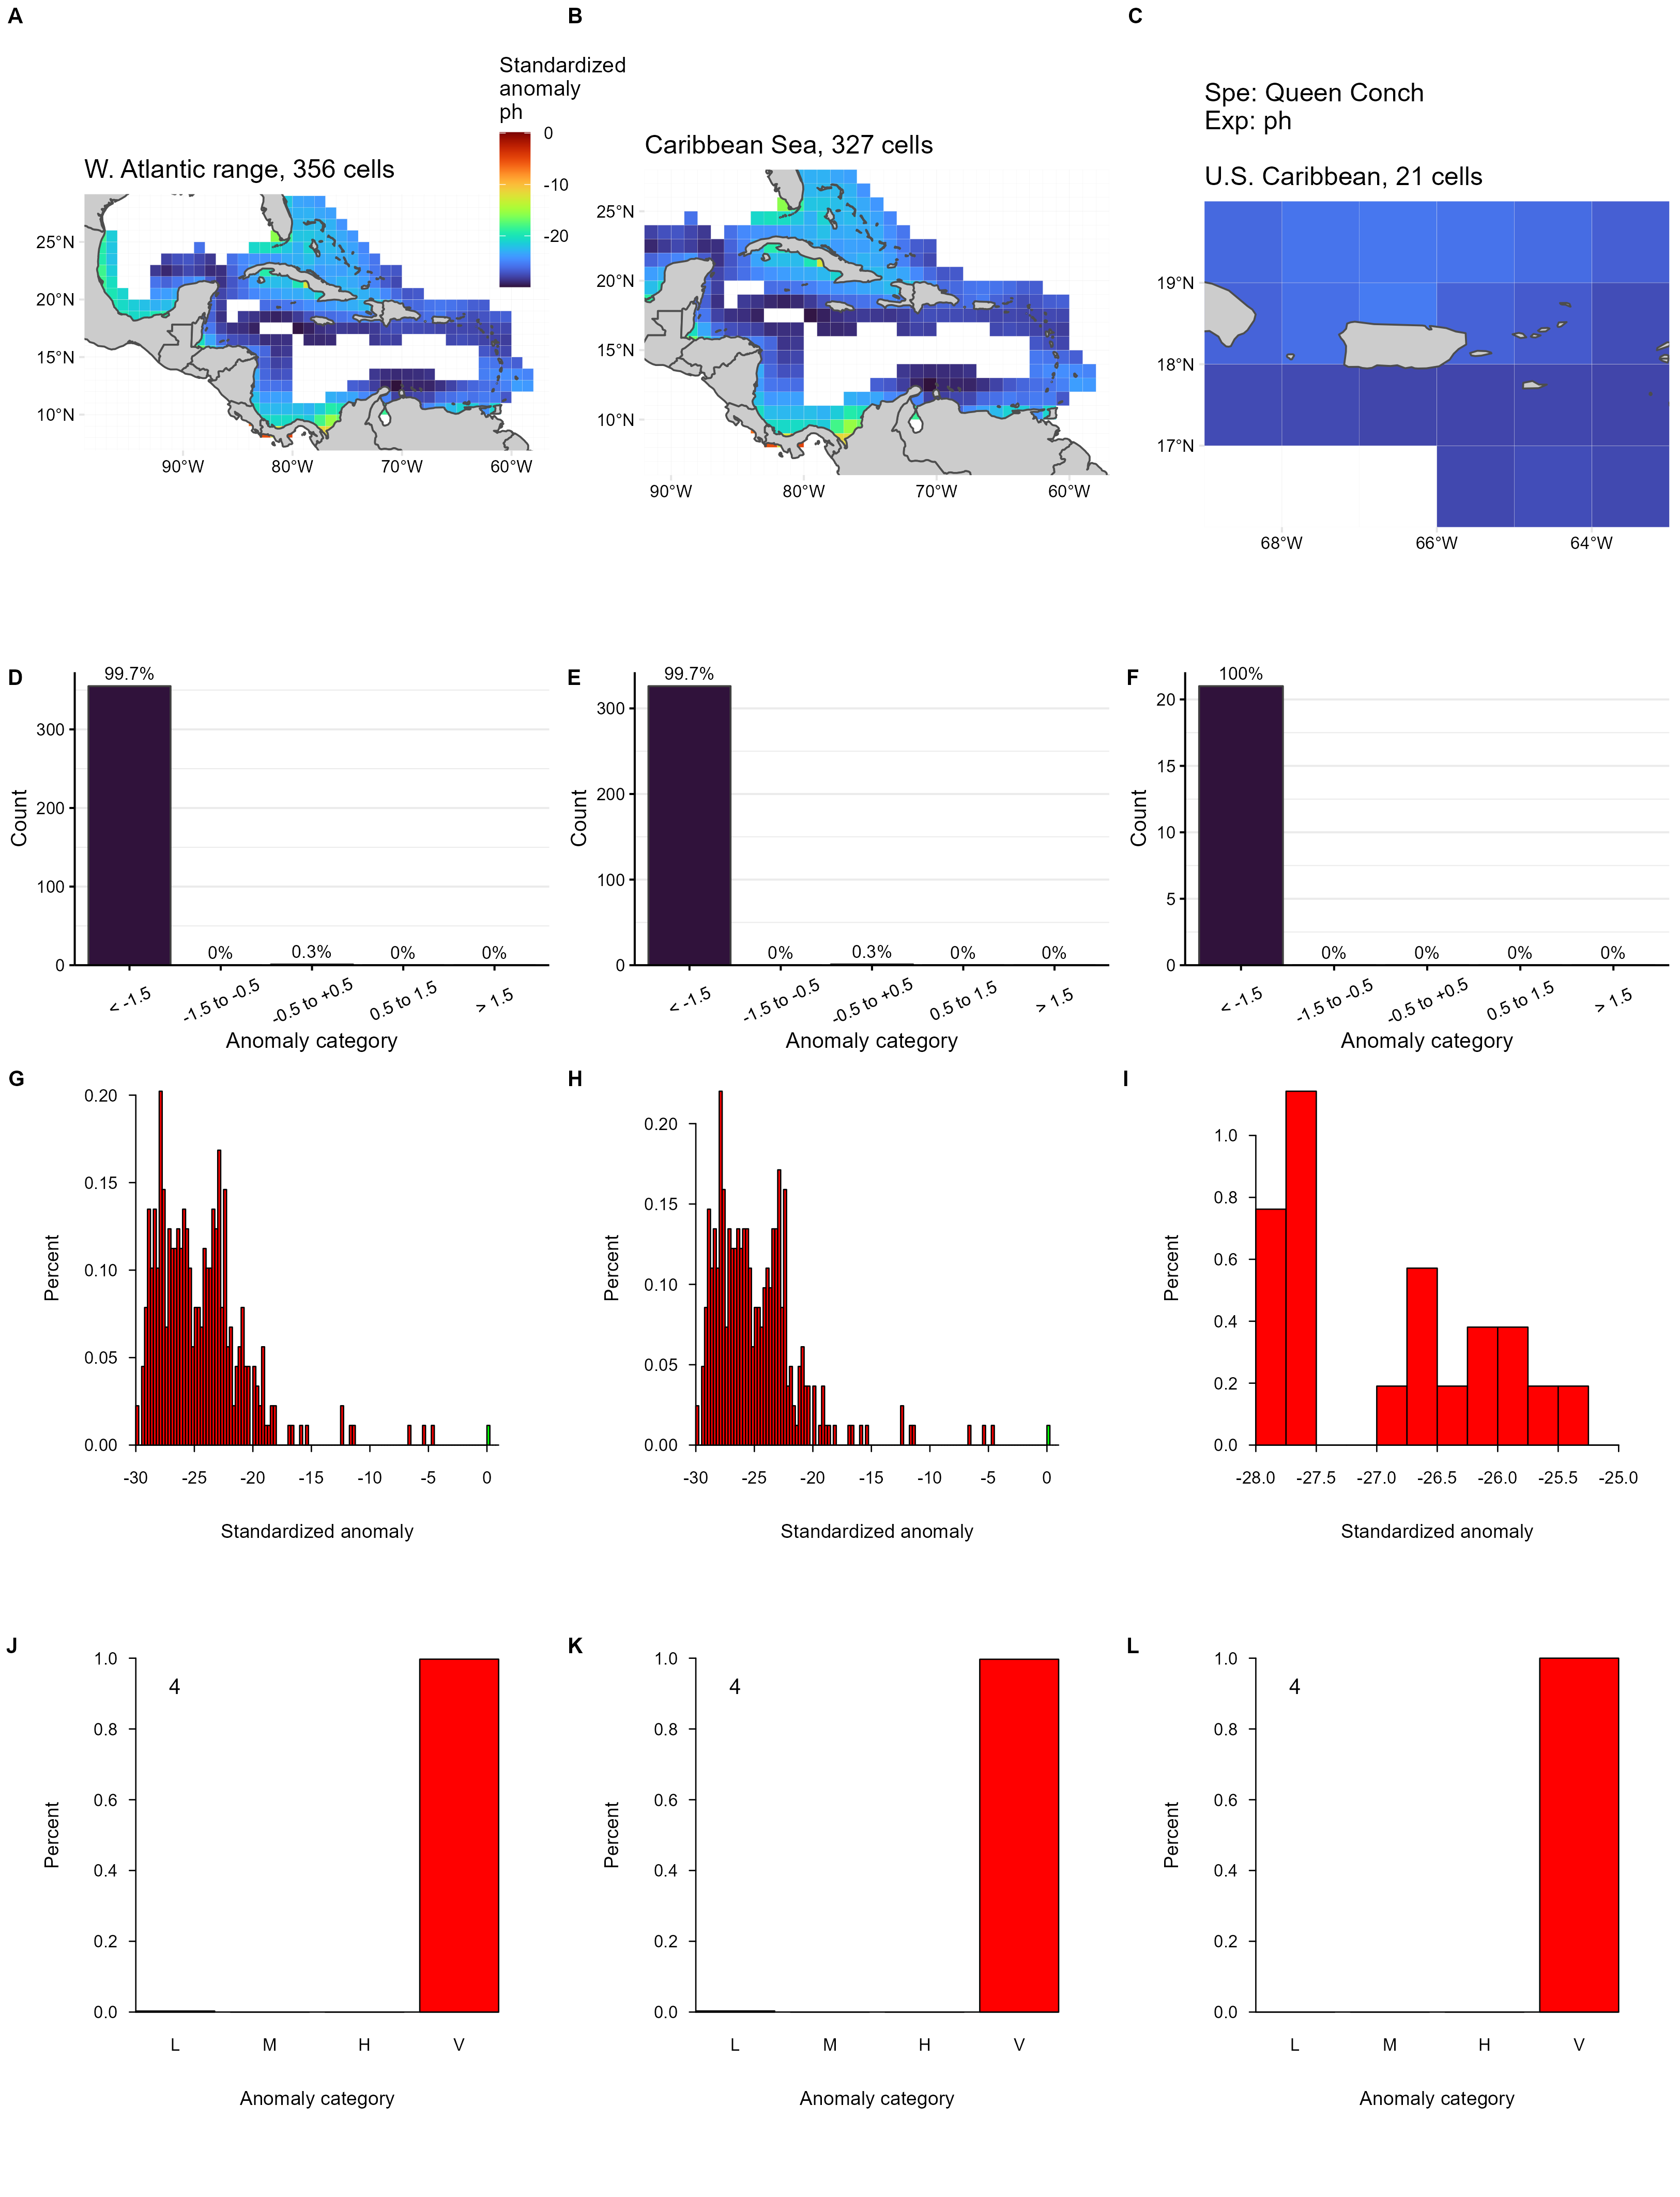 A
B
C
Standardized
anomaly
ph
0
-10
-20
W. Atlantic range, 356 cells
25°N
20°N
15°N
10°N
90°W 80°W 70°W 60°W
Caribbean Sea, 327 cells
25°N
20°N
15°N
10°N
90°W 80°W 70°W 60°W
Spe: Queen Conch
Exp: ph
U.S. Caribbean, 21 cells
19°N
18°N
17°N
68°W 66°W 64°W
D
99.7%
300
200
100
0
Count
0% 0.3% 0% 0%
< -1.5 -1.5 to -0.5 -0.5 to +0.5 0.5 to 1.5 > 1.5
Anomaly category
E
99.7%
300
200
100
0
Count
0% 0.3% 0% 0%
< -1.5 -1.5 to -0.5 -0.5 to +0.5 0.5 to 1.5 > 1.5
Anomaly category
F
100%
20
15
10
5
0
Count
0% 0% 0% 0%
< -1.5 -1.5 to -0.5 -0.5 to +0.5 0.5 to 1.5 > 1.5
Anomaly category
G
0.20
0.15
0.10
0.05
0.00
Percent
-30 -25 -20 -15 -10 -5 0
Standardized anomaly
H
0.20
0.15
0.10
0.05
0.00
Percent
-30 -25 -20 -15 -10 -5 0
Standardized anomaly
I
1.0
0.8
0.6
0.4
0.2
0.0
Percent
-28.0 -27.5 -27.0 -26.5 -26.0 -25.5 -25.0
Standardized anomaly
J
4
1.0
0.8
0.6
0.4
0.2
0.0
Percent
L M H V
Anomaly category
K
4
1.0
0.8
0.6
0.4
0.2
0.0
Percent
L M H V
Anomaly category
L
4
1.0
0.8
0.6
0.4
0.2
0.0
Percent
L M H V
Anomaly category